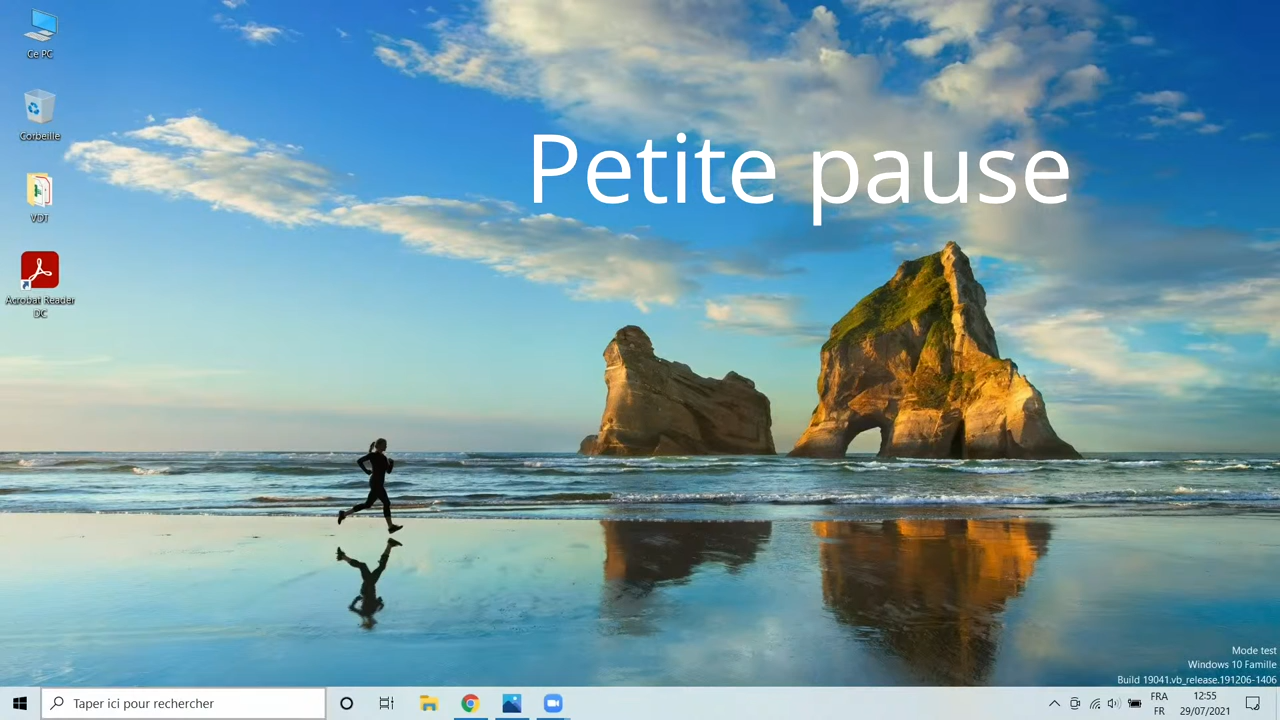 Ce PC
Corbeille
VDT
Acrobat Reader
DC
Petite pause
Mode test
Windows 10 Famille
Build 19041.vb_release.191206-1406
Taper ici pour rechercher
FRA
FR
12:55
29/07/2021